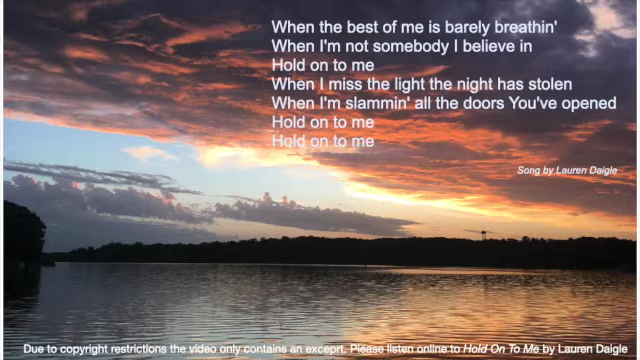 When the best of me is barely breathin'
When I'm not somebody I believe in
Hold on to me
When I miss the light the night has stolen
When I'm slammin' all the doors You've opened
Hold on to me
Hold on to me
Song by Lauren Daigle
Due to copyright restrictions the video only contains an exceprt. Please listen online to Hold On To Me by Lauren Daigle